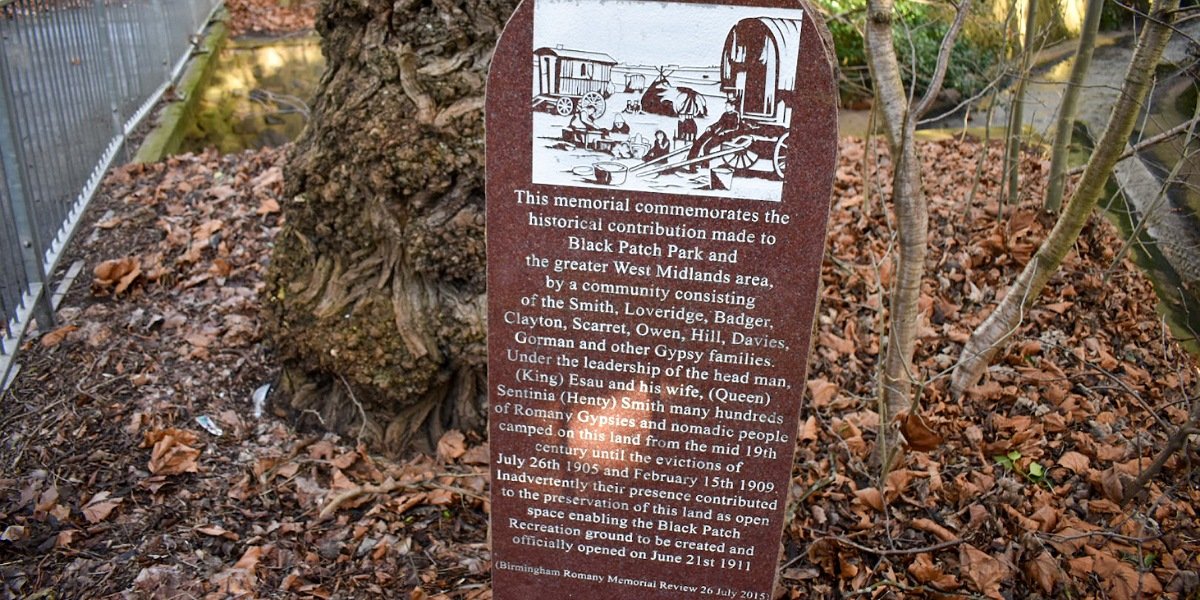 This memorial commemorates the
historical contribution made to
Black Patch Park and
the greater West Midlands area,
by a community consisting
of the Smith, Loveridge, Badger,
Clayton, Scarret, Owen, Hill, Davies,
Gorman and other Gypsy families.
Under the leadership of the head man,
(King) Esau and his wife, (Queen)
Sentinia (Henty) Smith many hundreds
of Romany Gypsies and nomadic people
camped on this land from the mid 19th
century until the evictions of
July 26th 1905 and February 15th 1909
Inadvertently their presence contributed
to the preservation of this land as open
space enabling the Black Patch
Recreation ground to be created and
officially opened on June 21st 1911
(Birmingham Romany Memorial Review 26 July 2015)